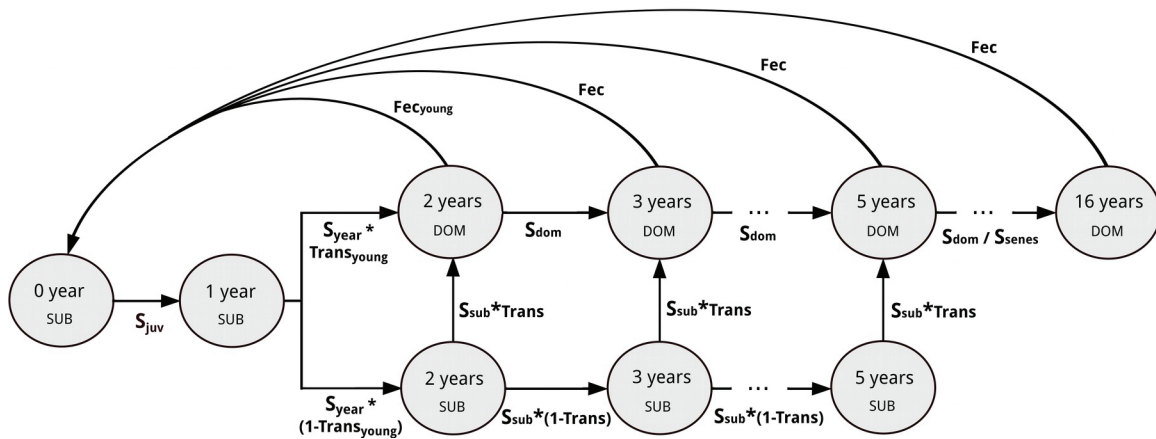 Fec
Fec
Fec
Fecyoung
2 years
DOM
3 years
DOM
5 years
DOM
16 years
DOM
Syear *
Transyoung
Sdom
...
Sdom
...
Sdom / Ssenes
0 year
SUB
Sjuv
1 year
SUB
Ssub*Trans
Ssub*Trans
Ssub*Trans
2 years
SUB
3 years
SUB
5 years
SUB
Syear *
(1-Transyoung)
Ssub*(1-Trans)
...
Ssub*(1-Trans)